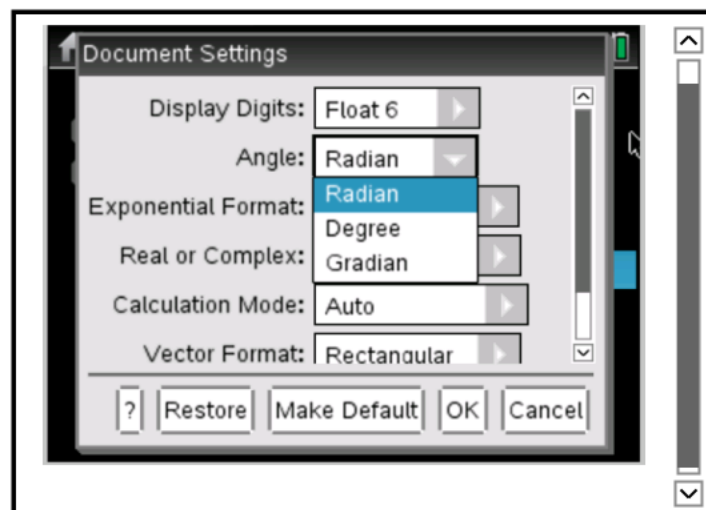 Document Settings
Display Digits: Float 6
Angle: Radian
Radian
Exponential Format:
Degree
Real or Complex: Gradian
Calculation Mode: Auto
Vector Format: Rectangular
? Restore Make Default OK Cancel